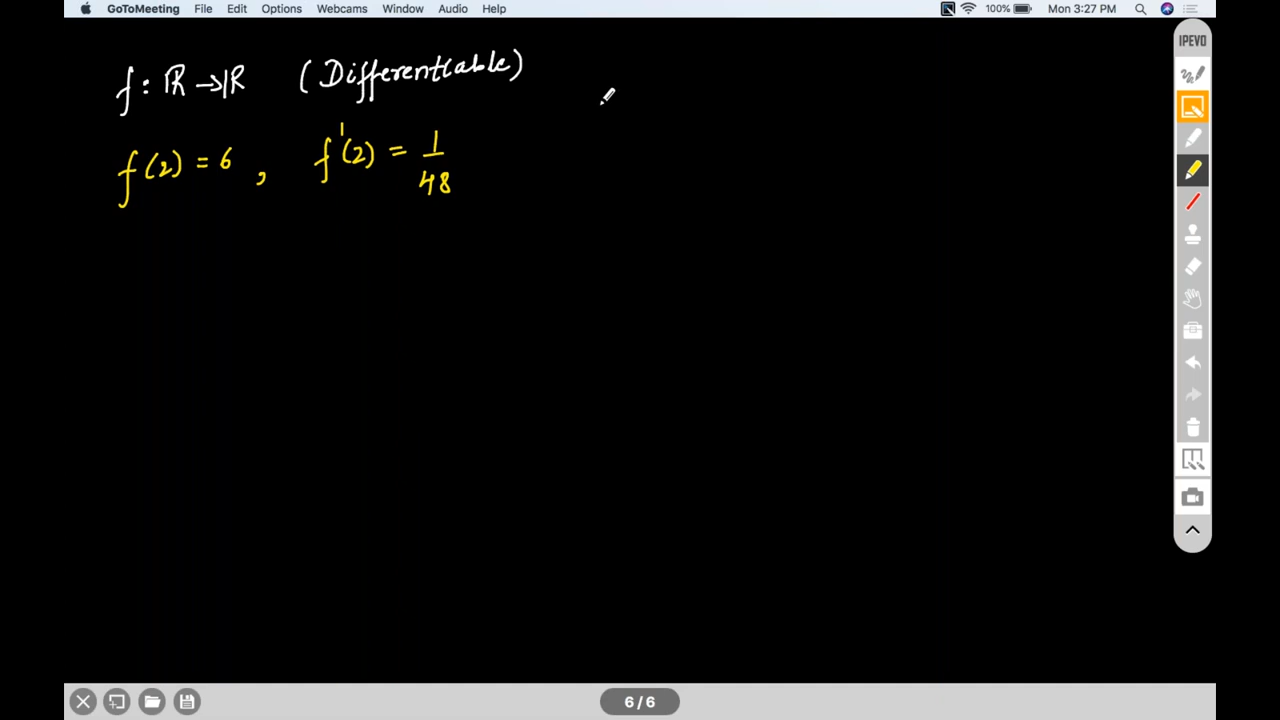 GoToMeeting File Edit Options Webcams Window Audio Help 100% Mon 3:27 PM
IPEVO
f: ℝ→ℝ (Differentiable)
f(2) = 6, f'(2) = 1/48
6 / 6